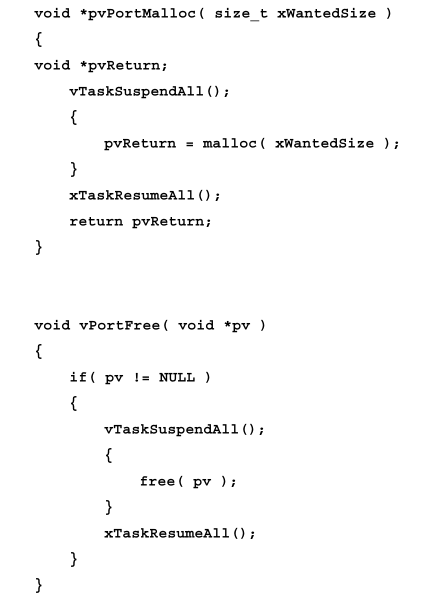 void *pvPortMalloc( size_t xWantedSize )
{
void *pvReturn;
    vTaskSuspendAll();
    {
        pvReturn = malloc( xWantedSize );
    }
    xTaskResumeAll();
    return pvReturn;
}
void vPortFree( void *pv )
{
    if( pv != NULL )
    {
        vTaskSuspendAll();
        {
            free( pv );
        }
        xTaskResumeAll();
    }
}